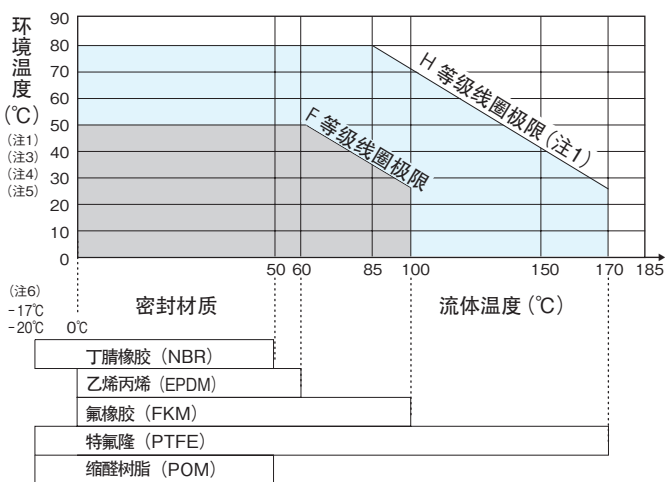 环境温度
(℃)
(注1)
(注3)
(注4)
(注5)
90
80
70
60
50
40
30
20
10
0
H 等级线圈极限(注1)
F 等级线圈极限
50 60 85 100 150 170 185
(注6)
-17℃
-20℃ 0℃
密封材质 流体温度(℃)
丁腈橡胶(NBR)
乙烯丙烯(EPDM)
氟橡胶(FKM)
特氟隆(PTFE)
缩醛树脂(POM)